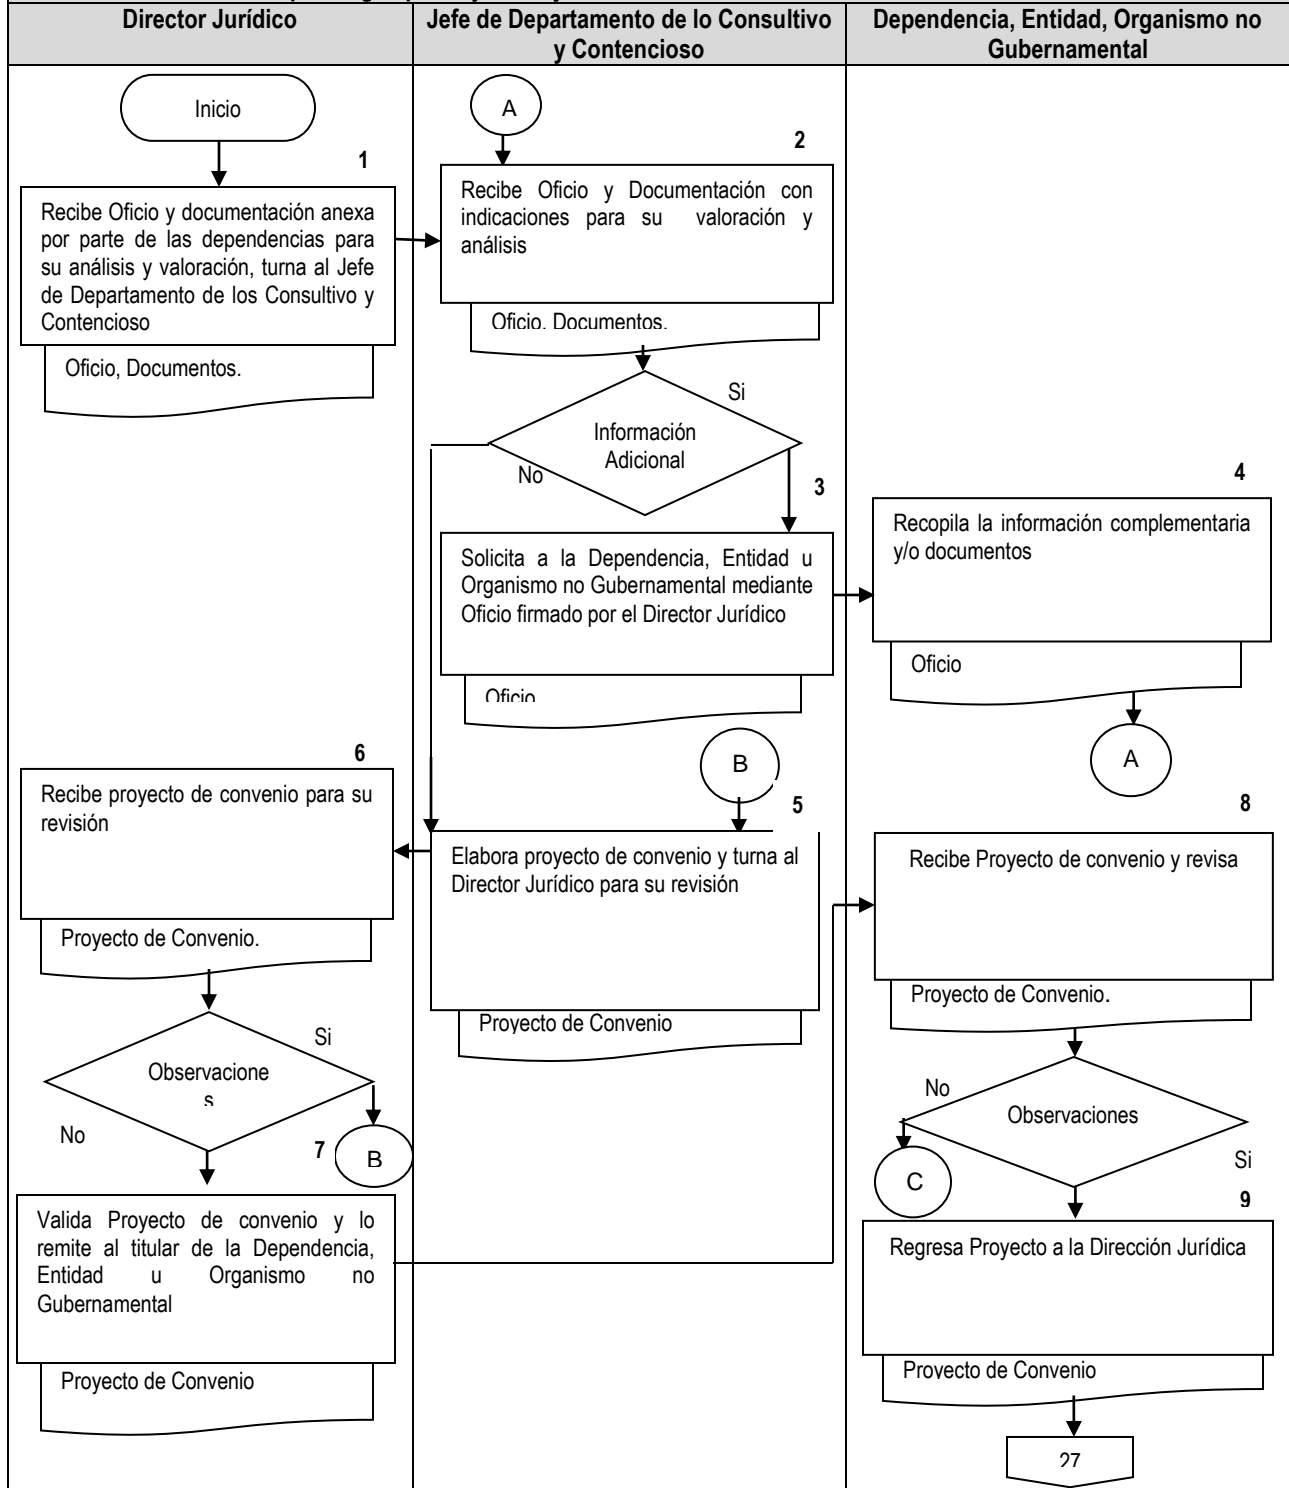 Director Jurídico
Jefe de Departamento de lo Consultivo
y Contencioso
Dependencia, Entidad, Organismo no
Gubernamental
Inicio
1
Recibe Oficio y documentación anexa
por parte de las dependencias para
su análisis y valoración, turna al Jefe
de Departamento de los Consultivo y
Contencioso
Oficio, Documentos.
A
2
Recibe Oficio y Documentación con
indicaciones para su valoración y
análisis
Oficio. Documentos.
Información
Adicional
Si
No
3
Solicita a la Dependencia, Entidad u
Organismo no Gubernamental mediante
Oficio firmado por el Director Jurídico
Oficio
4
Recopila la información complementaria
y/o documentos
Oficio
A
B
5
Elabora proyecto de convenio y turna al
Director Jurídico para su revisión
Proyecto de Convenio
6
Recibe proyecto de convenio para su
revisión
Proyecto de Convenio.
Observacione
s
Si
No
B
7
Valida Proyecto de convenio y lo
remite al titular de la Dependencia,
Entidad u Organismo no
Gubernamental
Proyecto de Convenio
8
Recibe Proyecto de convenio y revisa
Proyecto de Convenio.
Observaciones
No
Si
C
9
Regresa Proyecto a la Dirección Jurídica
Proyecto de Convenio
27